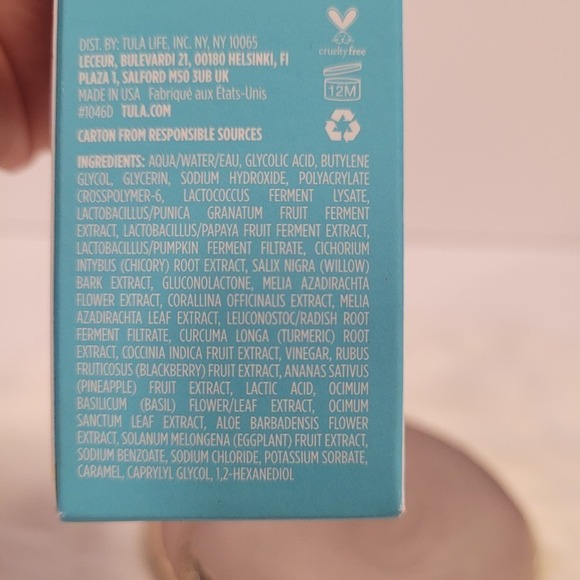 DIST. BY: TULA LIFE, INC. NY, NY 10065
LECEUR, BULEVARDI 21, 00180 HELSINKI, FI
PLAZA 1, SALFORD M50 3UB UK
MADE IN USA Fabriqué aux États-Unis
#1046D TULA.COM
CARTON FROM RESPONSIBLE SOURCES
crueltyfree
12M
INGREDIENTS: AQUA/WATER/EAU, GLYCOLIC ACID, BUTYLENE
GLYCOL, GLYCERIN, SODIUM HYDROXIDE, POLYACRYLATE
CROSSPOLYMER-6, LACTOCOCCUS FERMENT LYSATE,
LACTOBACILLUS/PUNICA GRANATUM FRUIT FERMENT
EXTRACT, LACTOBACILLUS/PAPAYA FRUIT FERMENT EXTRACT,
LACTOBACILLUS/PUMPKIN FERMENT FILTRATE, CICHORIUM
INTYBUS (CHICORY) ROOT EXTRACT, SALIX NIGRA (WILLOW)
BARK EXTRACT, GLUCONOLACTONE, MELIA AZADIRACHTA
FLOWER EXTRACT, CORALLINA OFFICINALIS EXTRACT, MELIA
AZADIRACHTA LEAF EXTRACT, LEUCONOSTOC/RADISH ROOT
FERMENT FILTRATE, CURCUMA LONGA (TURMERIC) ROOT
EXTRACT, COCCINIA INDICA FRUIT EXTRACT, VINEGAR, RUBUS
FRUTICOSUS (BLACKBERRY) FRUIT EXTRACT, ANANAS SATIVUS
(PINEAPPLE) FRUIT EXTRACT, LACTIC ACID, OCIMUM
BASILICUM (BASIL) FLOWER/LEAF EXTRACT, OCIMUM
SANCTUM LEAF EXTRACT, ALOE BARBADENSIS FLOWER
EXTRACT, SOLANUM MELONGENA (EGGPLANT) FRUIT EXTRACT,
SODIUM BENZOATE, SODIUM CHLORIDE, POTASSIUM SORBATE,
CARAMEL, CAPRYLYL GLYCOL, 1,2-HEXANEDIOL